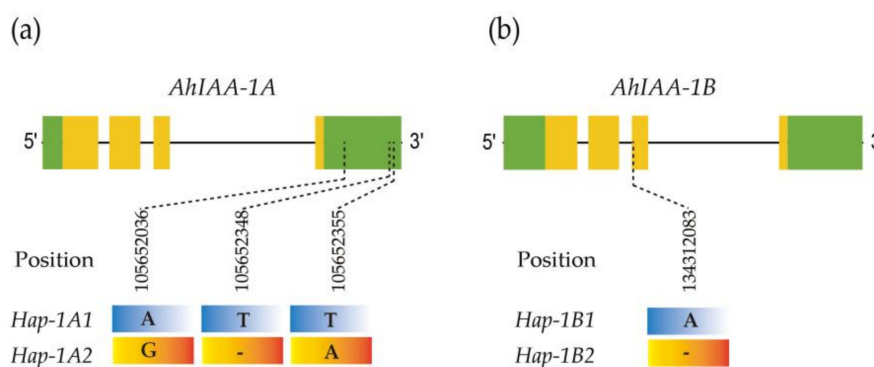 (a)
AhIAA-1A
5' 3'
105652036 105652348 105652355
Position
Hap-1A1 A T T
Hap-1A2 G - A
(b)
AhIAA-1B
5' 3
134312083
Position
Hap-1B1 A
Hap-1B2 -